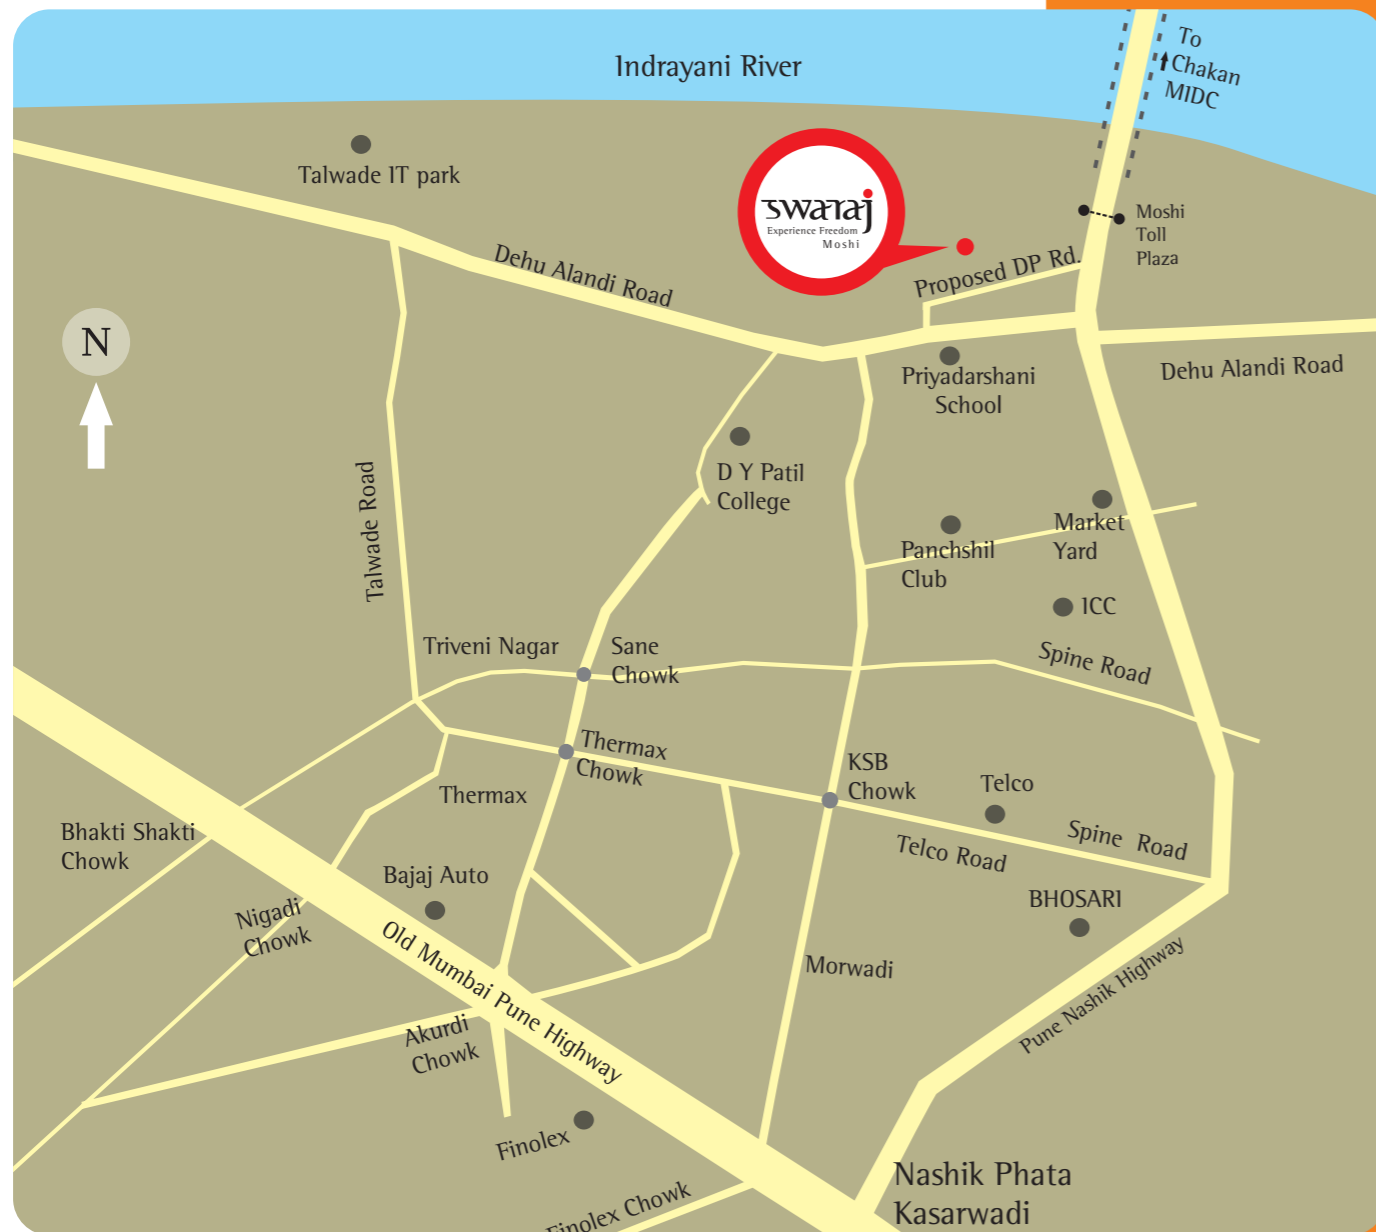 Indrayani River
To
Chakan
MIDC
Talwade IT park
swaraj
Experience Freedom
Moshi
Moshi
Toll
Plaza
Dehu Alandi Road
Proposed DP Rd.
N
Priyadarshani
School
Dehu Alandi Road
D Y Patil
College
Talwade Road
Market
Yard
Panchshil
Club
ICC
Triveni Nagar
Sane
Chowk
Spine Road
Thermax
Chowk
KSB
Chowk
Telco
Thermax
Bhakti Shakti
Chowk
Telco Road
Spine Road
Bajaj Auto
BHOSARI
Nigadi
Chowk
Old Mumbai Pune Highway
Morwadi
Pune Nashik Highway
Akurdi
Chowk
Finolex
Nashik Phata
Kasarwadi
Finolex Chowk